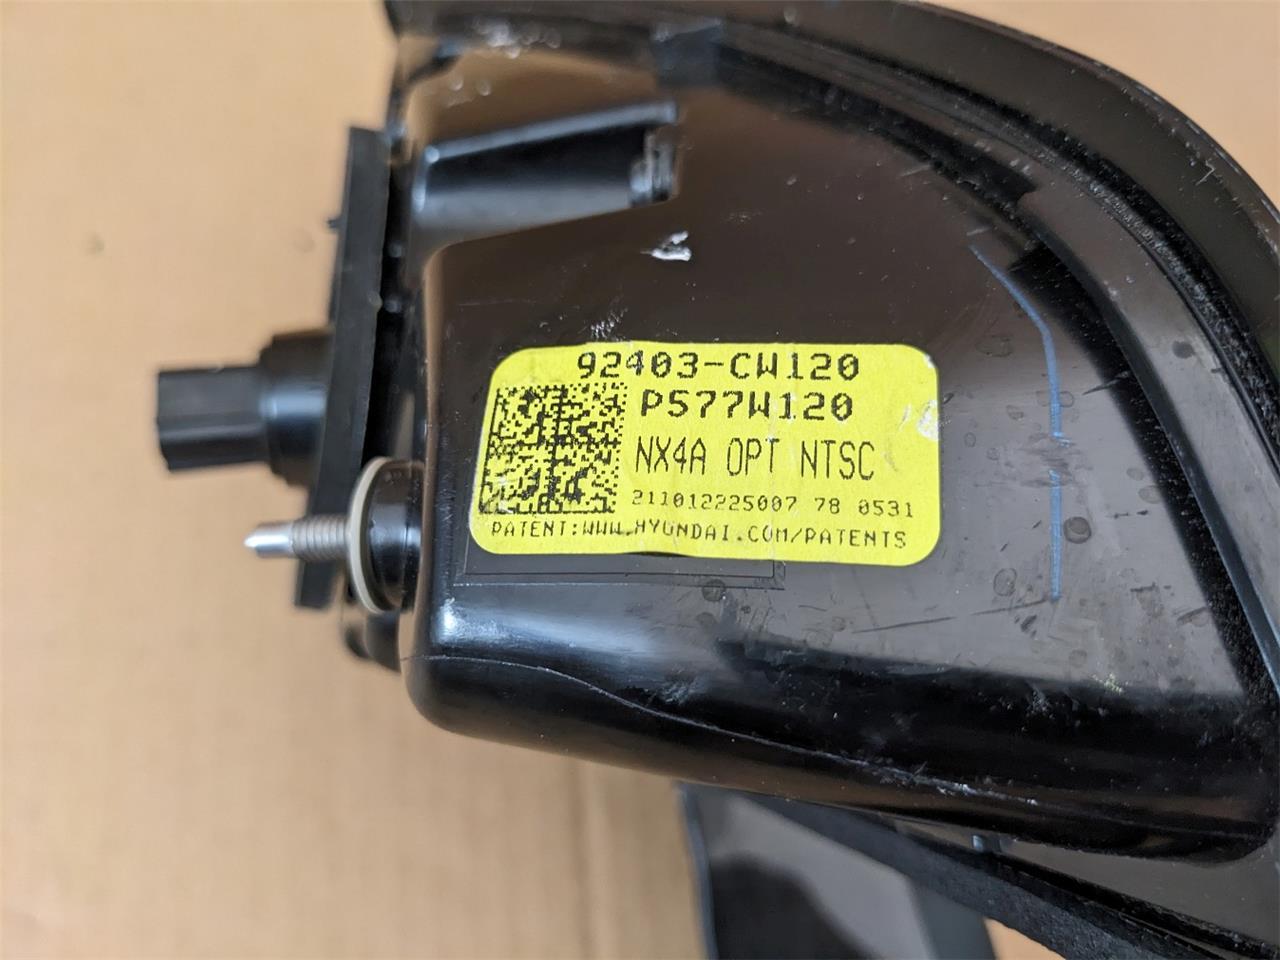 92403-CW120
P577W120
NX4A OPT NTSC
211012225007 78 0531
PATENT:WWW.HYUNDAI.COM/PATENTS